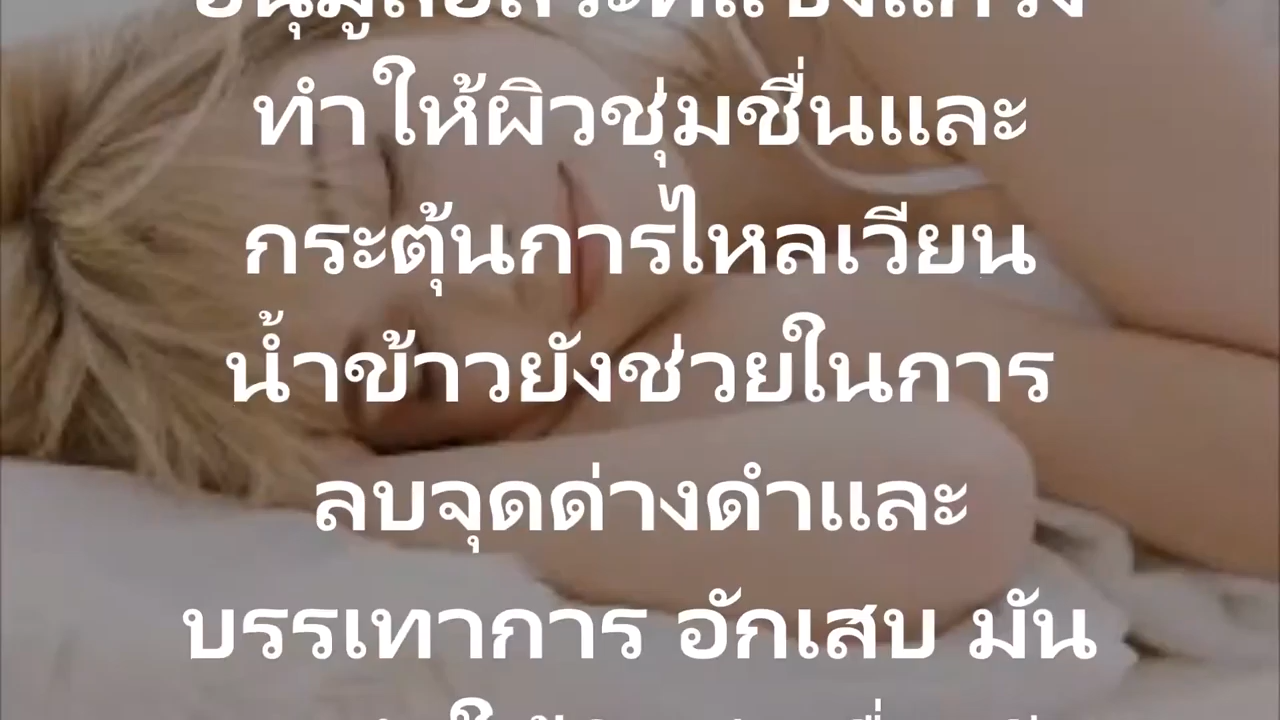 ทำให้ผิวชุ่มชื่นและ
กระตุ้นการไหลเวียน
น้ำข้าวยังช่วยในการ
ลบจุดด่างดำและ
บรรเทาการ อักเสบ มัน